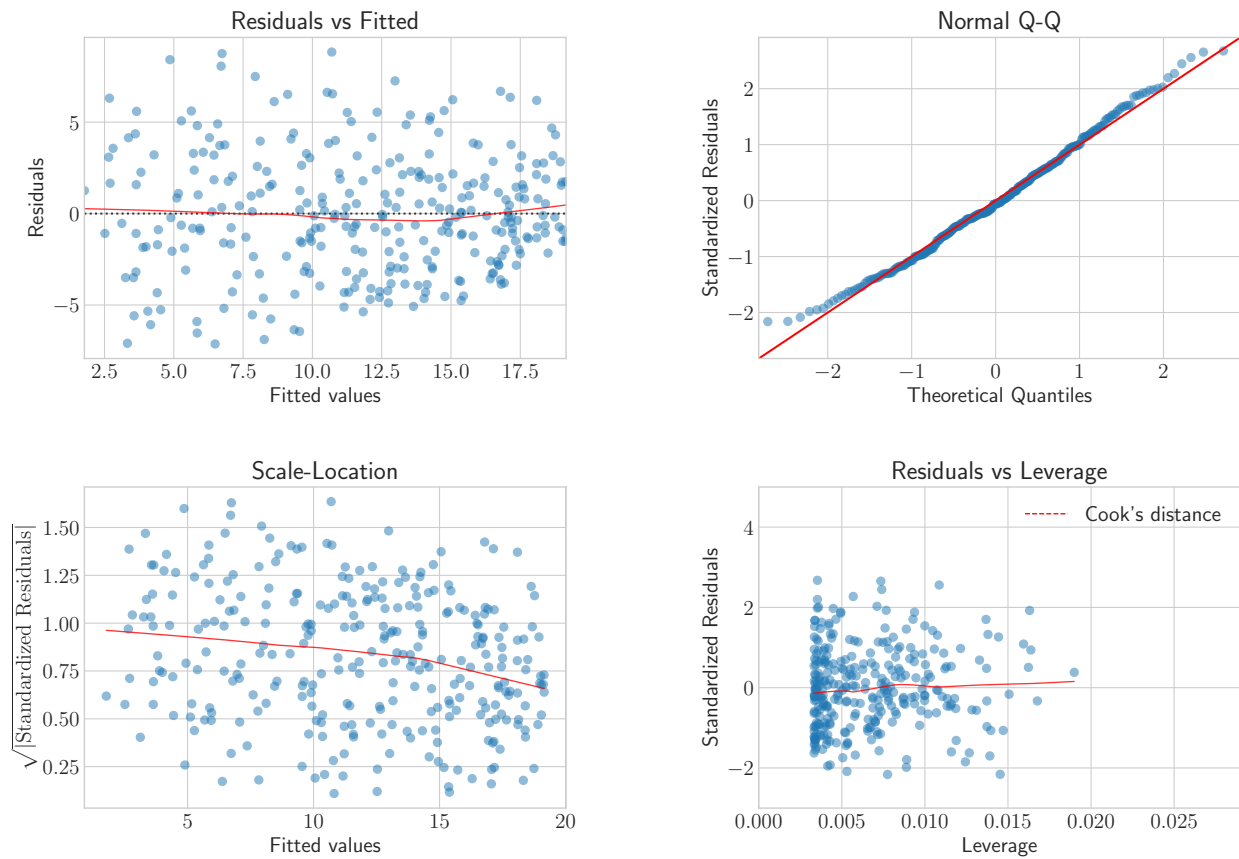 Residuals vs Fitted
Residuals
5
0
−5
2.5 5.0 7.5 10.0 12.5 15.0 17.5
Fitted values
Normal Q-Q
Standardized Residuals
2
1
0
−1
−2
−2 −1 0 1 2
Theoretical Quantiles
Scale-Location
√|Standardized Residuals|
1.50
1.25
1.00
0.75
0.50
0.25
5 10 15 20
Fitted values
Residuals vs Leverage
Cook's distance
Standardized Residuals
4
2
0
−2
0.000 0.005 0.010 0.015 0.020 0.025
Leverage